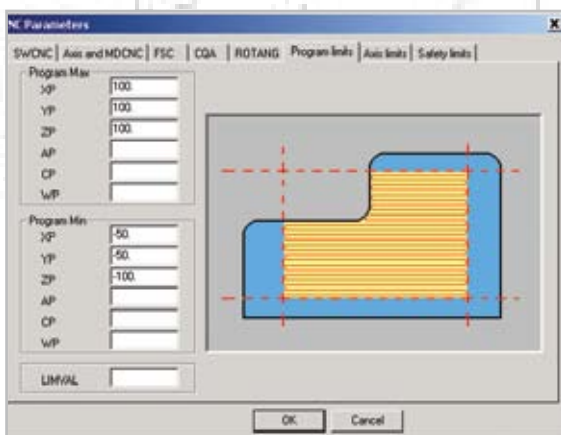 NC Parameters
SWCNC Axis and MDCNC FSC CQA ROTANG Program limits Axis limits Safety limits
Program Max
XP 100.
YP 100.
ZP 100.
AP
CP
WP
Program Min
XP -50.
YP -50.
ZP -100.
AP
CP
WP
LIMVAL
OK Cancel